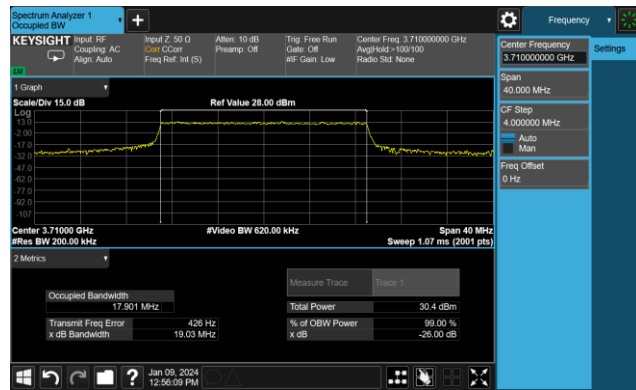 Spectrum Analyzer 1
Occupied BW
Frequency
KEYSIGHT
Input: RF
Coupling: AC
Align: Auto
Input Z: 50 Ω
Corr CCorr
Freq Ref: Int (S)
Atten: 10 dB
Preamp: Off
Trig: Free Run
Gate: Off
#IF Gain: Low
Center Freq: 3.710000000 GHz
Avg|Hold:>100/100
Radio Std: None
Center Frequency
3.710000000 GHz
Settings
Span
40.000 MHz
CF Step
4.000000 MHz
Auto
Man
Freq Offset
0 Hz
1 Graph
Scale/Div 15.0 dB
Ref Value 28.00 dBm
Log
13.0
-2.00
-17.0
-32.0
-47.0
-62.0
-77.0
-92.0
-107
Center 3.71000 GHz
#Video BW 620.00 kHz
Span 40 MHz
#Res BW 200.00 kHz
Sweep 1.07 ms (2001 pts)
2 Metrics
Measure Trace
Trace 1
Occupied Bandwidth
17.901 MHz
Total Power
30.4 dBm
Transmit Freq Error
426 Hz
% of OBW Power
99.00 %
x dB Bandwidth
19.03 MHz
x dB
-26.00 dB
?
Jan 09, 2024
12:56:09 PM